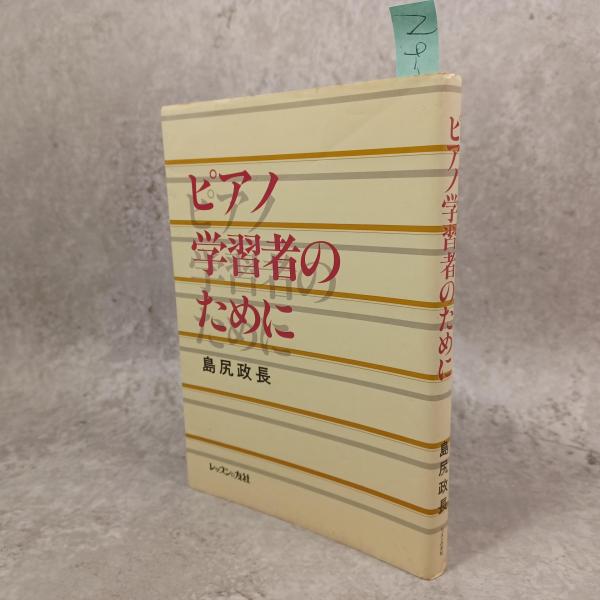 ピアノ
学習者の
ために
島尻政長
レッスンの友社
ピアノ学習者のために
島尻政長